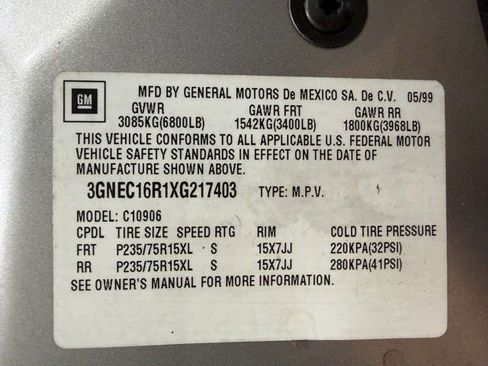 GM
MFD BY GENERAL MOTORS De MEXICO SA. De C.V. 05/99
GVWR GAWR FRT GAWR RR
3085KG(6800LB) 1542KG(3400LB) 1800KG(3968LB)
THIS VEHICLE CONFORMS TO ALL APPLICABLE U.S. FEDERAL MOTOR
VEHICLE SAFETY STANDARDS IN EFFECT ON THE DATE OF
MANUFACTURE SHOWN ABOVE.
3GNEC16R1XG217403 TYPE: M.P.V.
MODEL: C10906
CPDL TIRE SIZE SPEED RTG RIM COLD TIRE PRESSURE
FRT P235/75R15XL S 15X7JJ 220KPA(32PSI)
RR P235/75R15XL S 15X7JJ 280KPA(41PSI)
SEE OWNER'S MANUAL FOR MORE INFORMATION.